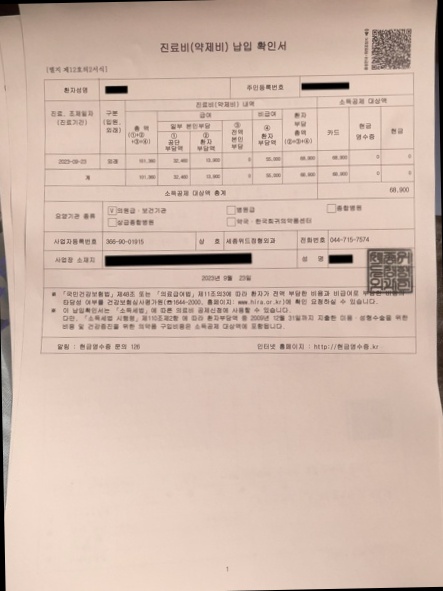 진료비(약제비) 납입 확인서
[별지 제12호의2서식]
환자성명
주민등록번호
진료, 조제일자 (진료기간)
구분 (입원, 외래)
진료비(약제비) 내역
소득공제 대상액
총 액 (①+② +③+④)
급여
비급여
환자 부담 총액 (②+③+④)
카드
현금 영수증
현금
일부 본인부담
① 공단 부담액
② 환자 부담액
③ 전액 본인 부담
④ 환자 부담액
2023-09-23 외래 101,360 32,460 13,900 0 55,000 68,900 68,900 0 0
계 101,360 32,460 13,900 0 55,000 68,900 68,900 0 0
소득공제 대상액 총계 68,900
요양기관 종류
의원급ㆍ보건기관
병원급
종합병원
상급종합병원
약국ㆍ한국희귀의약품센터
사업자등록번호 366-90-01915 상 호 세종위드정형외과 전화번호 044-715-7574
사업장 소재지
성 명
2023년 9월 23일
※ 「국민건강보험법」 제48조 또는 「의료급여법」 제11조의3에 따라 환자가 전액 부담한 비용과 비급여로
타당성 여부를 건강보험심사평가원(☎1644-2000, 홈페이지: www.hira.or.kr)에 확인 요청하실 수 있습니다.
※ 이 납입확인서는 「소득세법」에 따른 의료비 공제신청에 사용할 수 있습니다.
다만, 「소득세법 시행령」 제110조제2항 에 따라 환자부담액 중 2009년 12월 31일까지 지출한 미용ㆍ성형수술을 위한
비용 및 건강증진을 위한 의약품 구입비용은 소득공제 대상액에 포함됩니다.
알림 : 현금영수증 문의 126
인터넷 홈페이지 : http://현금영수증.kr
1